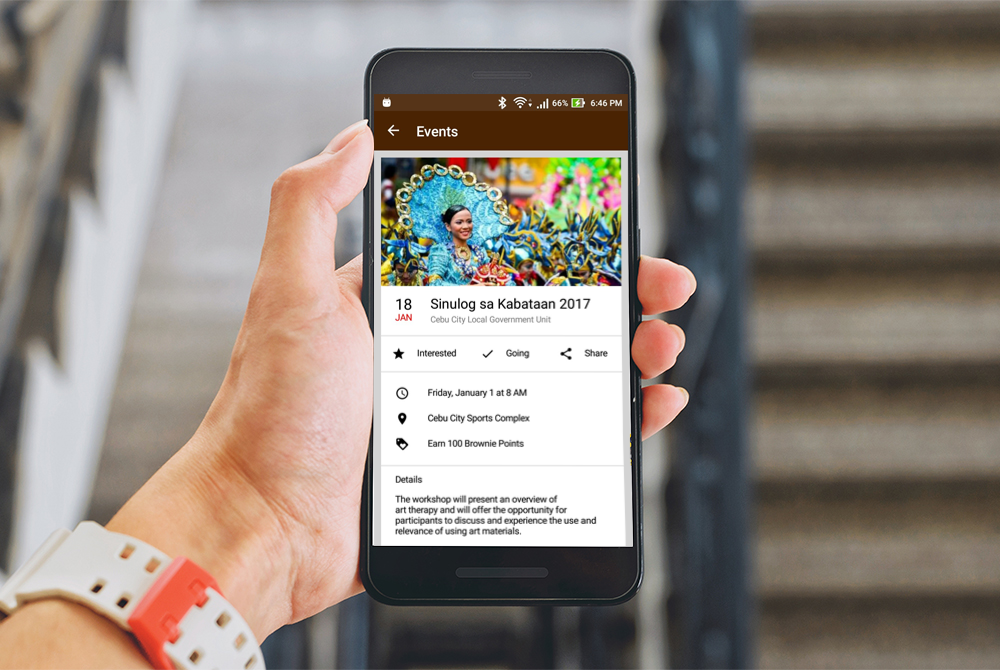 66% 6:46 PM
Events
18 Sinulog sa Kabataan 2017
JAN Cebu City Local Government Unit
Interested Going Share
Friday, January 1 at 8 AM
Cebu City Sports Complex
Earn 100 Brownie Points
Details
The workshop will present an overview of
art therapy and will offer the opportunity for
participants to discuss and experience the use and
relevance of using art materials.